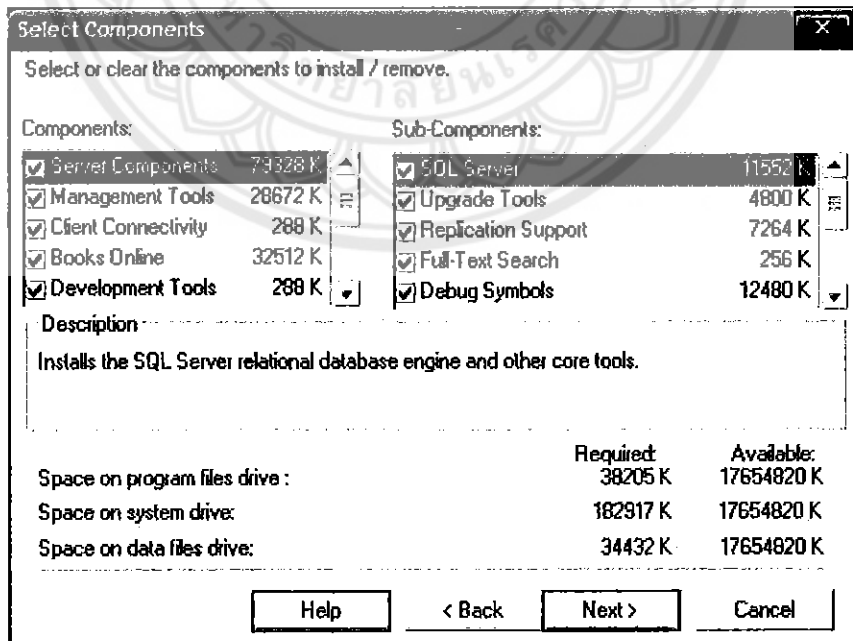 Select Components
Select or clear the components to install / remove.
Components:
Sub-Components:
Server Components 79328 K
Management Tools 28672 K
Client Connectivity 288 K
Books Online 32512 K
Development Tools 288 K
SQL Server 11552 K
Upgrade Tools 4800 K
Replication Support 7264 K
Full-Text Search 256 K
Debug Symbols 12480 K
Description
Installs the SQL Server relational database engine and other core tools.
Required: Available:
Space on program files drive : 38205 K 17654820 K
Space on system drive: 182917 K 17654820 K
Space on data files drive: 34432 K 17654820 K
Help < Back Next > Cancel